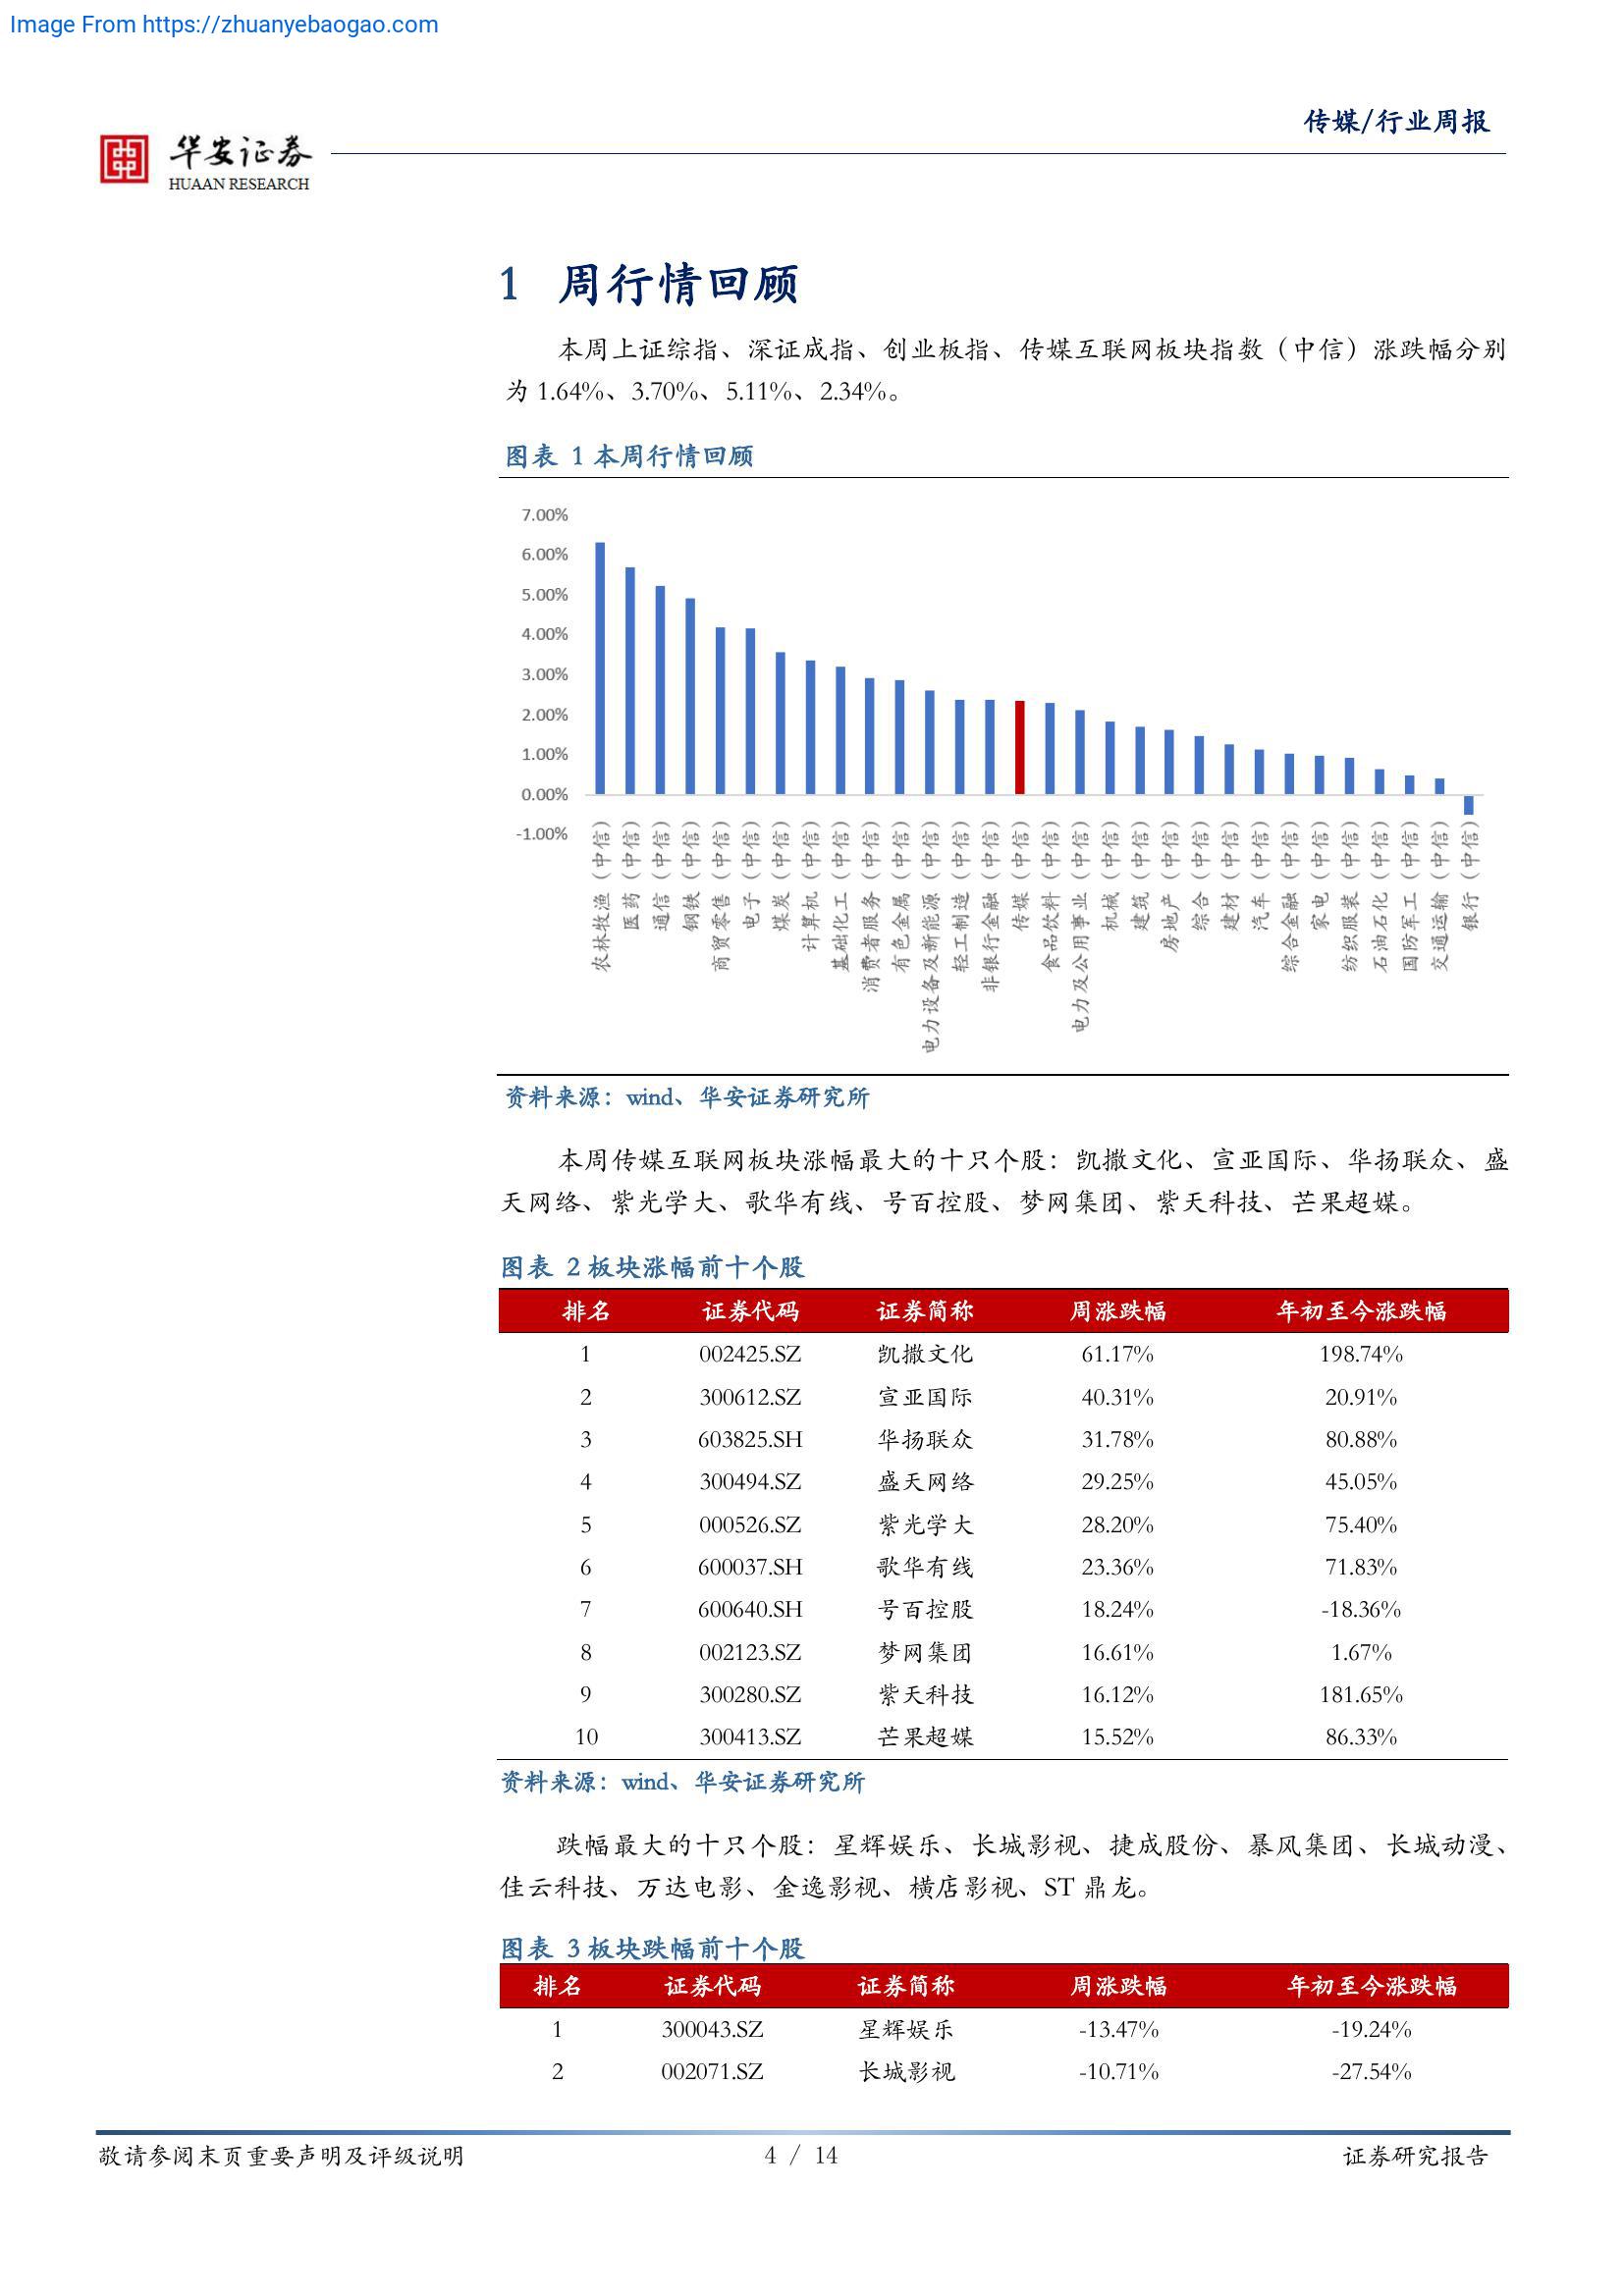 Image From https://zhuanyebaogao.com
传媒/行业周报
华安证券
HUAAN RESEARCH
1 周行情回顾
本周上证综指、深证成指、创业板指、传媒互联网板块指数（中信）涨跌幅分别
为 1.64%、3.70%、5.11%、2.34%。
图表 1 本周行情回顾
7.00%
6.00%
5.00%
4.00%
3.00%
2.00%
1.00%
0.00%
-1.00%
农林牧渔（中信）
医药（中信）
通信（中信）
钢铁（中信）
商贸零售（中信）
电子（中信）
煤炭（中信）
计算机（中信）
基础化工（中信）
消费者服务（中信）
有色金属（中信）
电力设备及新能源（中信）
轻工制造（中信）
非银行金融（中信）
传媒（中信）
食品饮料（中信）
电力及公用事业（中信）
机械（中信）
建筑（中信）
房地产（中信）
综合（中信）
建材（中信）
汽车（中信）
综合金融（中信）
家电（中信）
纺织服装（中信）
石油石化（中信）
国防军工（中信）
交通运输（中信）
银行（中信）
资料来源：wind、华安证券研究所
本周传媒互联网板块涨幅最大的十只个股：凯撒文化、宣亚国际、华扬联众、盛
天网络、紫光学大、歌华有线、号百控股、梦网集团、紫天科技、芒果超媒。
图表 2 板块涨幅前十个股
排名 证券代码 证券简称 周涨跌幅 年初至今涨跌幅
1 002425.SZ 凯撒文化 61.17% 198.74%
2 300612.SZ 宣亚国际 40.31% 20.91%
3 603825.SH 华扬联众 31.78% 80.88%
4 300494.SZ 盛天网络 29.25% 45.05%
5 000526.SZ 紫光学大 28.20% 75.40%
6 600037.SH 歌华有线 23.36% 71.83%
7 600640.SH 号百控股 18.24% -18.36%
8 002123.SZ 梦网集团 16.61% 1.67%
9 300280.SZ 紫天科技 16.12% 181.65%
10 300413.SZ 芒果超媒 15.52% 86.33%
资料来源：wind、华安证券研究所
跌幅最大的十只个股：星辉娱乐、长城影视、捷成股份、暴风集团、长城动漫、
佳云科技、万达电影、金逸影视、横店影视、ST 鼎龙。
图表 3 板块跌幅前十个股
排名 证券代码 证券简称 周涨跌幅 年初至今涨跌幅
1 300043.SZ 星辉娱乐 -13.47% -19.24%
2 002071.SZ 长城影视 -10.71% -27.54%
敬请参阅末页重要声明及评级说明 4 / 14 证券研究报告